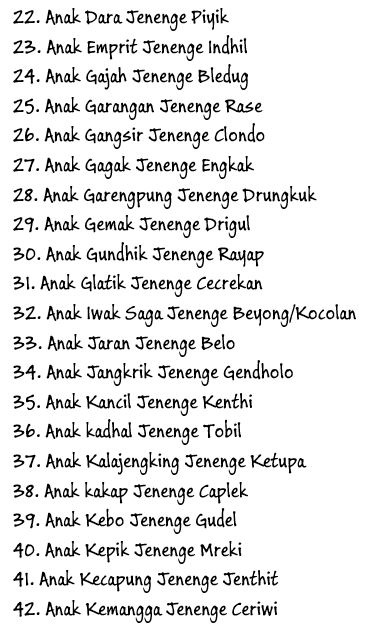 22. Anak Dara Jenenge Piyik
23. Anak Emprit Jenenge Indhil
24. Anak Gajah Jenenge Bledug
25. Anak Garangan Jenenge Rase
26. Anak Gangsir Jenenge Clondo
27. Anak Gagak Jenenge Engkak
28. Anak Garengpung Jenenge Drungkuk
29. Anak Gemak Jenenge Drigul
30. Anak Gundhik Jenenge Rayap
31. Anak Glatik Jenenge Cecrekan
32. Anak Iwak Saga Jenenge Beyong/Kocolan
33. Anak Jaran Jenenge Belo
34. Anak Jangkrik Jenenge Gendholo
35. Anak Kancil Jenenge Kenthi
36. Anak kadhal Jenenge Tobil
37. Anak Kalajengking Jenenge Ketupa
38. Anak kakap Jenenge Caplek
39. Anak Kebo Jenenge Gudel
40. Anak Kepik Jenenge Mreki
41. Anak Kecapung Jenenge Jenthit
42. Anak Kemangga Jenenge Ceriwi